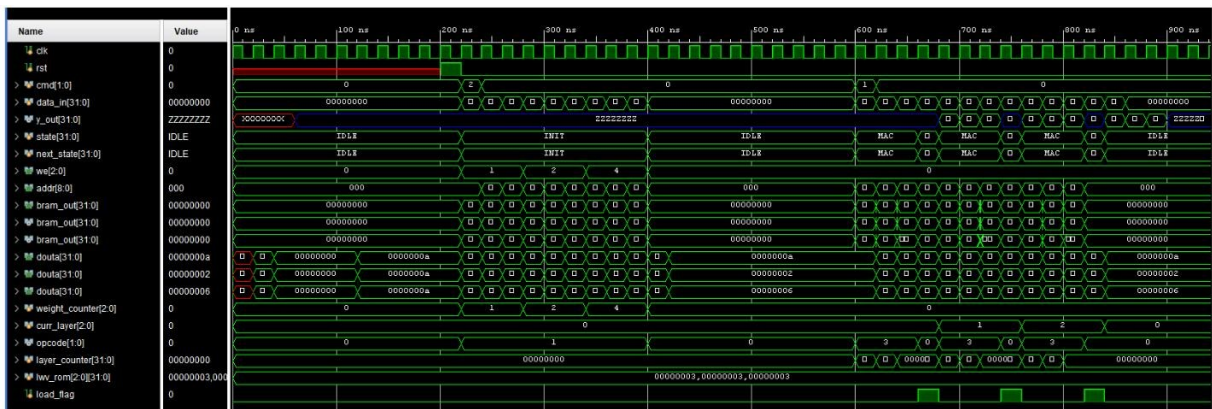 Name Value 0 ns 100 ns 200 ns 300 ns 400 ns 500 ns 600 ns 700 ns 800 ns 900 ns
clk 0
rst 0
> cmd[1:0] 0 0 2 0 1 0
> data_in[31:0] 00000000 00000000 00000000 00000000
> y_out[31:0] ZZZZZZZZ XXXXXXXX ZZZZZZZZ
> state[31:0] IDLE IDLE INIT IDLE MAC MAC MAC IDLE
> next_state[31:0] IDLE IDLE INIT IDLE MAC MAC MAC IDLE
> we[2:0] 0 0 1 2 4 0
> addr[8:0] 000 000 000 000
> bram_out[31:0] 00000000 00000000 00000000 00000000
> bram_out[31:0] 00000000 00000000 00000000 00000000
> bram_out[31:0] 00000000 00000000 00000000 00000000
> douta[31:0] 0000000a 00000000 0000000a 0000000a 0000000a
> douta[31:0] 00000002 00000000 0000000a 00000002 00000002
> douta[31:0] 00000006 00000000 0000000a 00000006 00000006
> weight_counter[2:0] 0 0 1 2 4 0
> curr_layer[2:0] 0 0 1 2 0
> opcode[1:0] 0 0 1 0 3 0 3 0 3 0
> layer_counter[31:0] 00000000 00000000 00000000
> lwv_rom[2:0][31:0] 00000003,000 00000003,00000003,00000003
load_flag 0